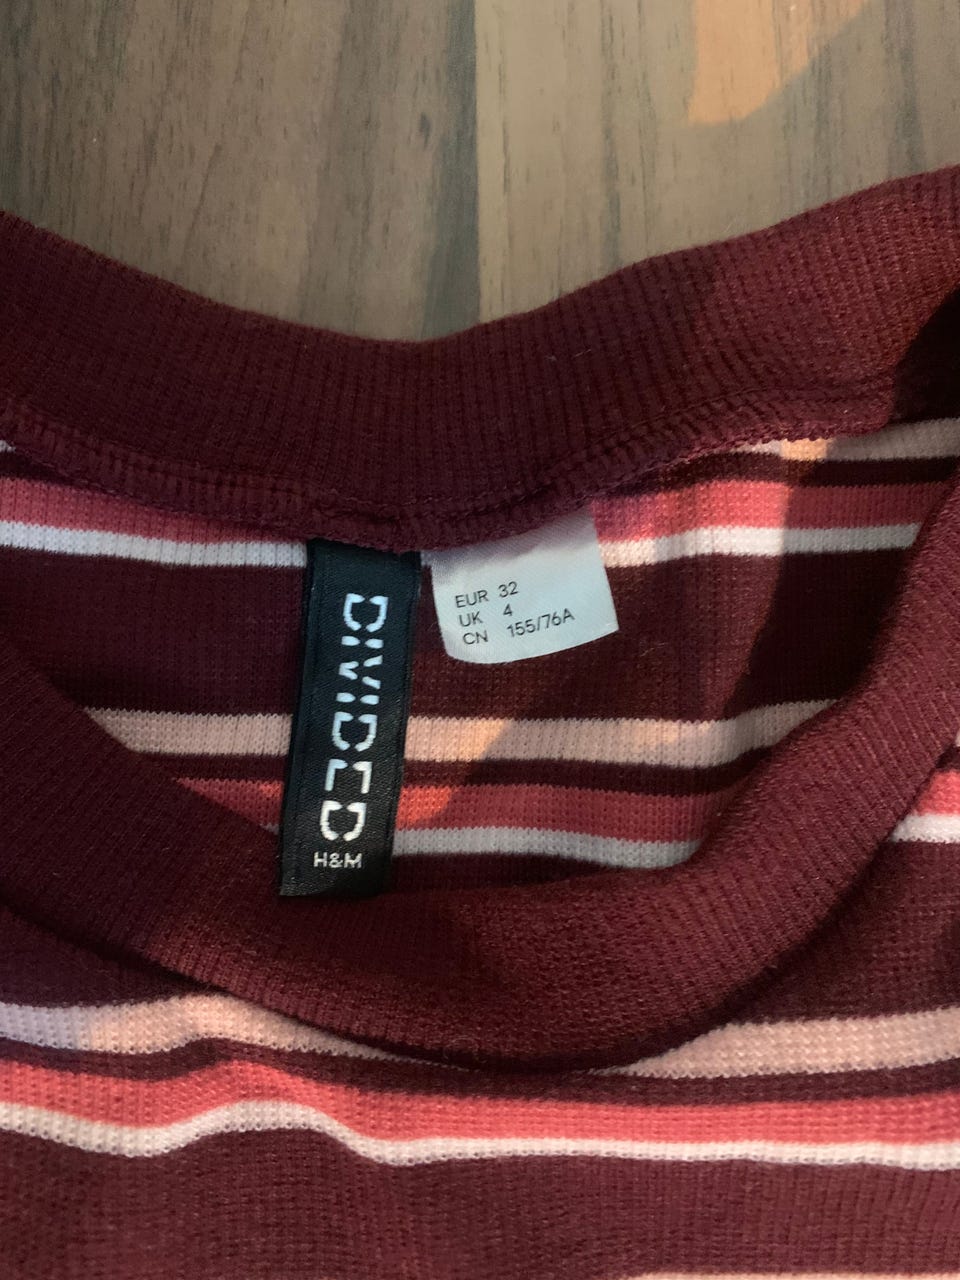 DIVIDED
H&M
EUR 32
UK 4
CN 155/76A